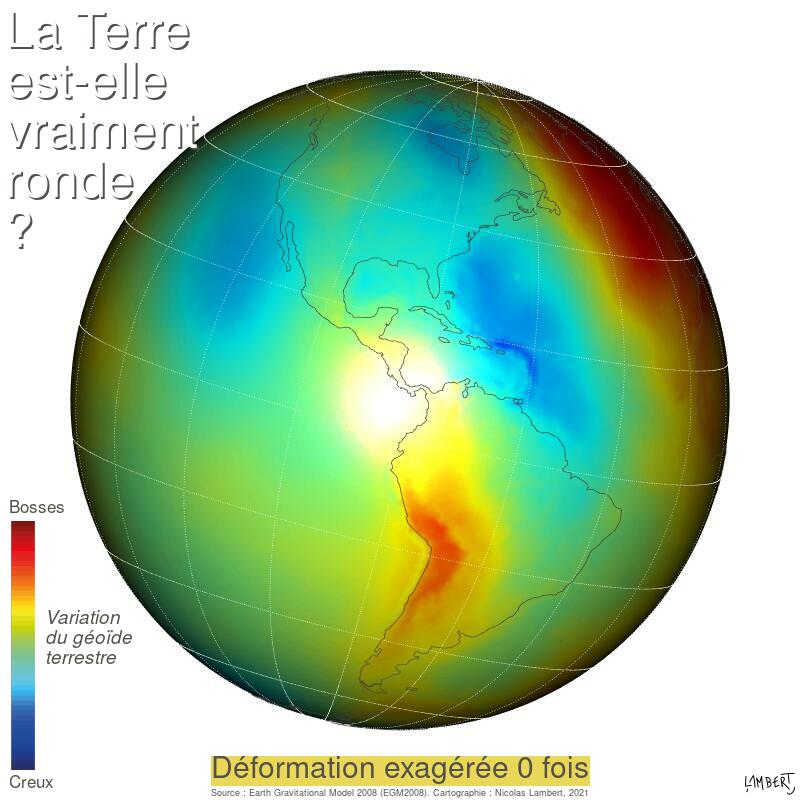 La Terre
est-elle
vraiment
ronde
?
Bosses
Variation
du géoïde
terrestre
Creux
Déformation exagérée 0 fois
Source : Earth Gravitational Model 2008 (EGM2008). Cartographie : Nicolas Lambert, 2021
LAMBERT